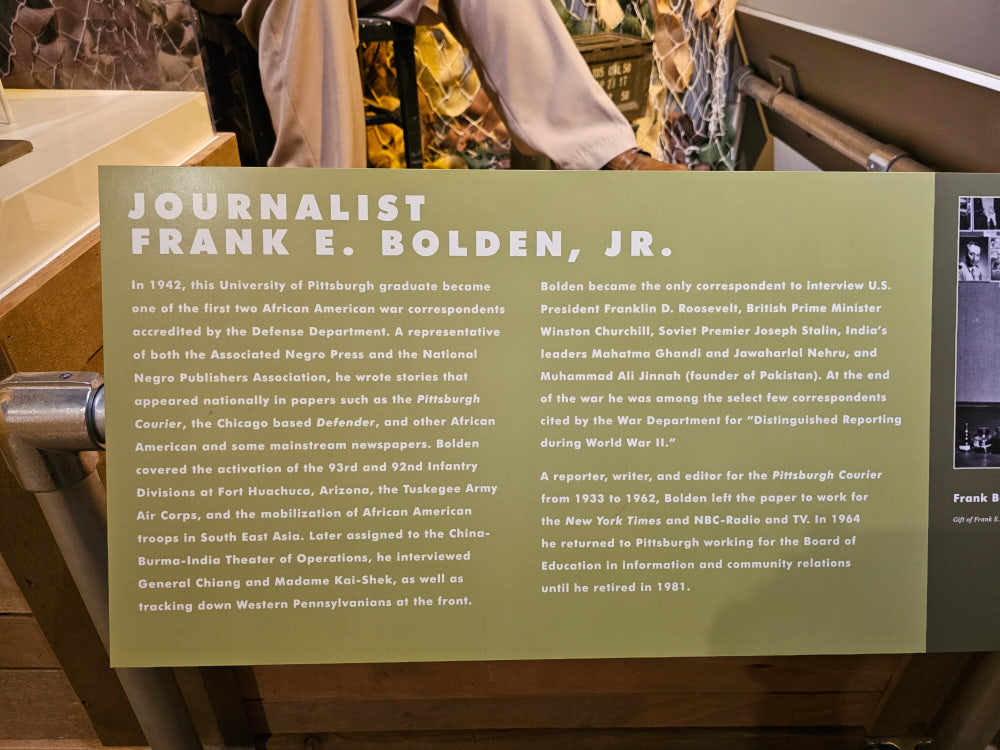 US CAL .50
27 1 T
.50
JOURNALIST
FRANK E. BOLDEN, JR.
In 1942, this University of Pittsburgh graduate became
one of the first two African American war correspondents
accredited by the Defense Department. A representative
of both the Associated Negro Press and the National
Negro Publishers Association, he wrote stories that
appeared nationally in papers such as the Pittsburgh
Courier, the Chicago based Defender, and other African
American and some mainstream newspapers. Bolden
covered the activation of the 93rd and 92nd Infantry
Divisions at Fort Huachuca, Arizona, the Tuskegee Army
Air Corps, and the mobilization of African American
troops in South East Asia. Later assigned to the China-
Burma-India Theater of Operations, he interviewed
General Chiang and Madame Kai-Shek, as well as
tracking down Western Pennsylvanians at the front.
Bolden became the only correspondent to interview U.S.
President Franklin D. Roosevelt, British Prime Minister
Winston Churchill, Soviet Premier Joseph Stalin, India's
leaders Mahatma Ghandi and Jawaharlal Nehru, and
Muhammad Ali Jinnah (founder of Pakistan). At the end
of the war he was among the select few correspondents
cited by the War Department for “Distinguished Reporting
during World War II.”
A reporter, writer, and editor for the Pittsburgh Courier
from 1933 to 1962, Bolden left the paper to work for
the New York Times and NBC-Radio and TV. In 1964
he returned to Pittsburgh working for the Board of
Education in information and community relations
until he retired in 1981.
Frank B
Gift of Frank E.